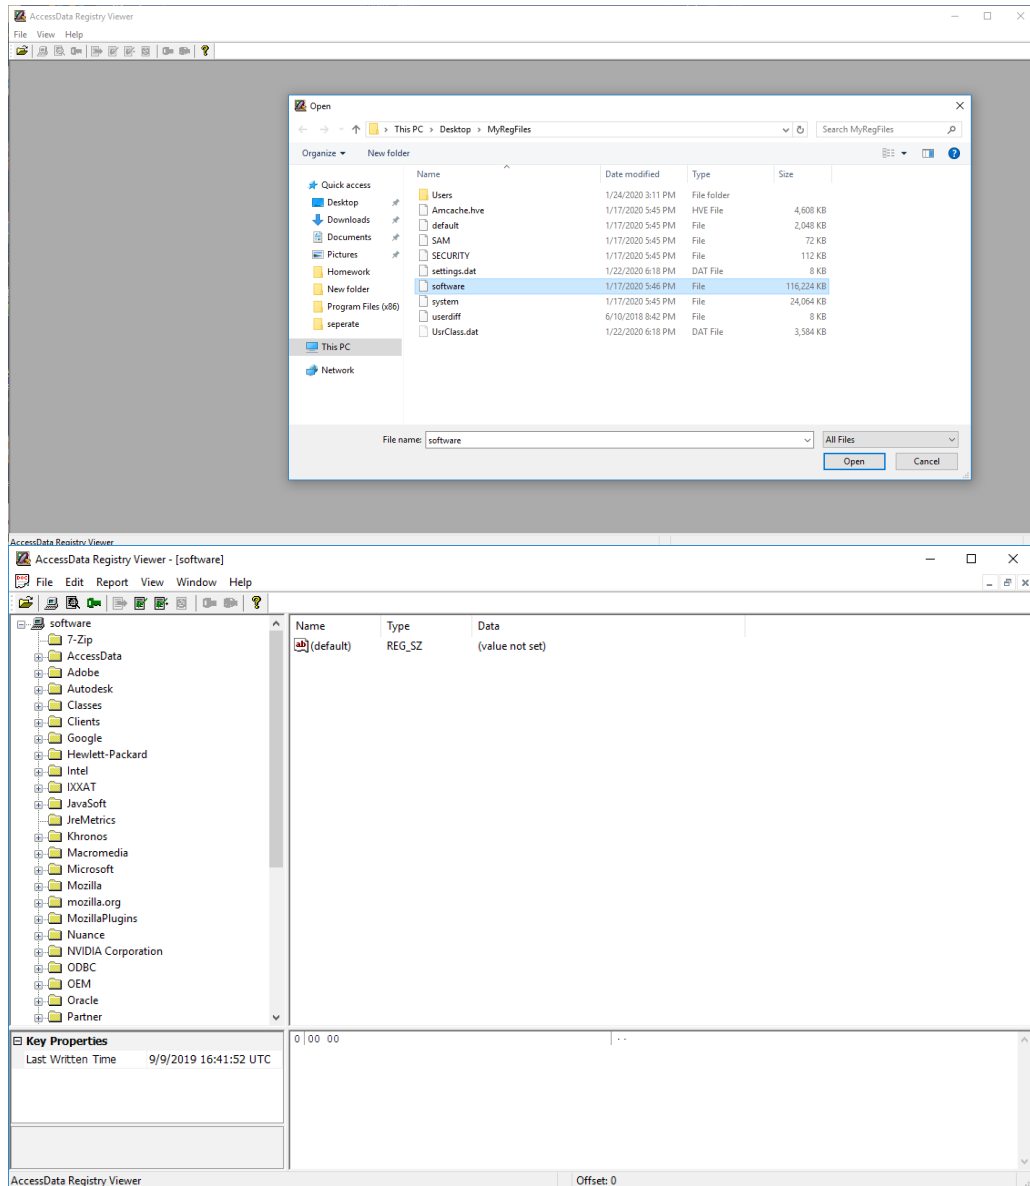 AccessData Registry Viewer
File View Help
Open
This PC > Desktop > MyRegFiles
Search MyRegFiles
Organize New folder
Name Date modified Type Size
Quick access
Desktop
Downloads
Documents
Pictures
Homework
New folder
Program Files (x86)
seperate
This PC
Network
Users 1/24/2020 3:11 PM File folder
Amcache.hve 1/17/2020 5:45 PM HVE File 4,608 KB
default 1/17/2020 5:45 PM File 2,048 KB
SAM 1/17/2020 5:45 PM File 72 KB
SECURITY 1/17/2020 5:45 PM File 112 KB
settings.dat 1/22/2020 6:18 PM DAT File 8 KB
software 1/17/2020 5:46 PM File 116,224 KB
system 1/17/2020 5:45 PM File 24,064 KB
userdiff 6/10/2018 8:42 PM File 8 KB
UsrClass.dat 1/22/2020 6:18 PM DAT File 3,584 KB
File name: software All Files
Open Cancel
AccessData Registry Viewer
AccessData Registry Viewer - [software]
File Edit Report View Window Help
software
7-Zip
AccessData
Adobe
Autodesk
Classes
Clients
Google
Hewlett-Packard
Intel
IXXAT
JavaSoft
JreMetrics
Khronos
Macromedia
Microsoft
Mozilla
mozilla.org
MozillaPlugins
Nuance
NVIDIA Corporation
ODBC
OEM
Oracle
Partner
Name Type Data
ab (default) REG_SZ (value not set)
Key Properties
Last Written Time 9/9/2019 16:41:52 UTC
0 00 00 ..
AccessData Registry Viewer Offset: 0